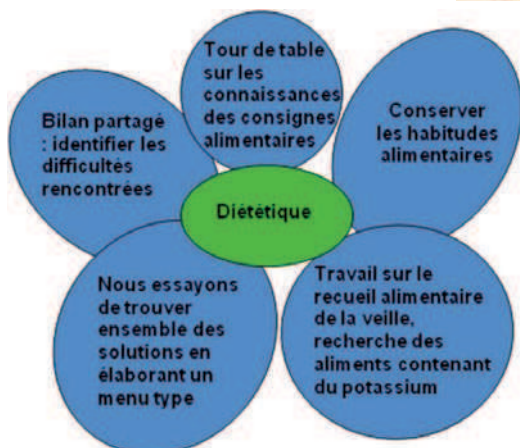 Tour de table
sur les
connaissances
des consignes
alimentaires
Conserver
les habitudes
alimentaires
Bilan partagé
: identifier les
difficultés
rencontrées
Diététique
Travail sur le
recueil alimentaire
de la veille,
recherche des
aliments contenant
du potassium
Nous essayons
de trouver
ensemble des
solutions en
élaborant un
menu type